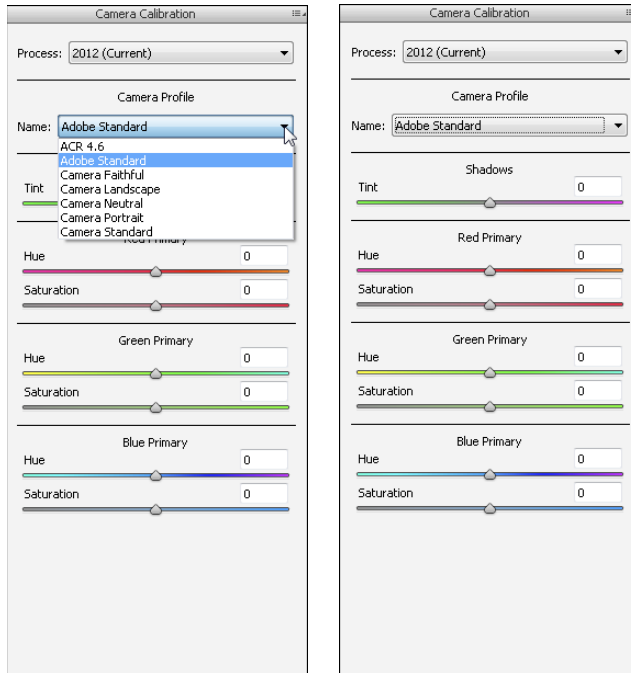 Camera Calibration
Process: 2012 (Current)
Camera Profile
Name: Adobe Standard
ACR 4.6
Adobe Standard
Camera Faithful
Camera Landscape
Camera Neutral
Camera Portrait
Camera Standard
Tint
Red Primary
Hue 0
Saturation 0
Green Primary
Hue 0
Saturation 0
Blue Primary
Hue 0
Saturation 0
Camera Calibration
Process: 2012 (Current)
Camera Profile
Name: Adobe Standard
Shadows
Tint 0
Red Primary
Hue 0
Saturation 0
Green Primary
Hue 0
Saturation 0
Blue Primary
Hue 0
Saturation 0